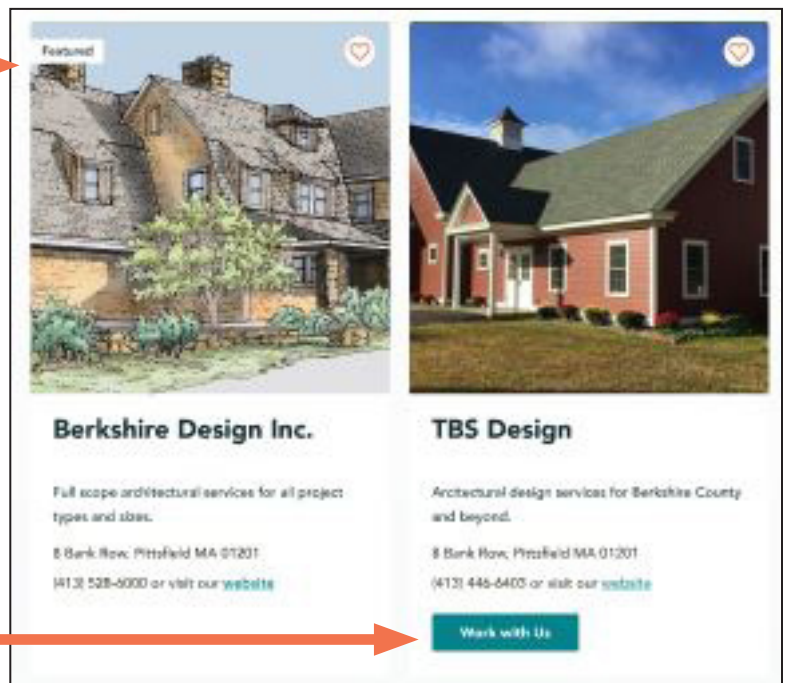 Featured
Berkshire Design Inc.
Full scope architectural services for all project
types and sizes.
8 Bank Row, Pittsfield MA 01201
(413) 528-6000 or visit our website
TBS Design
Arcitectural design services for Berkshire County
and beyond.
8 Bank Row, Pittsfield MA 01201
(413) 446-6403 or visit our website
Work with Us